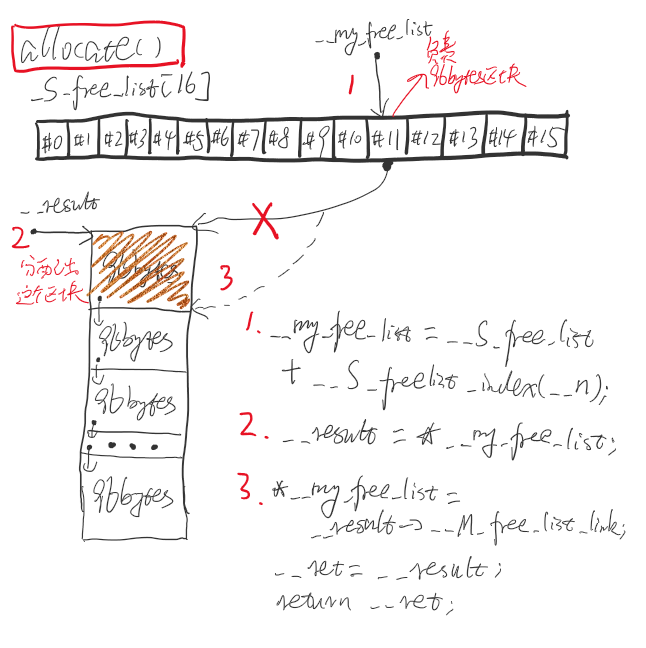 allocate()
__my_free_list
_S_free_list[16]
1
负责
96bytes区块
#0 #1 #2 #3 #4 #5 #6 #7 #8 #9 #10 #11 #12 #13 #14 #15
__result
2
X
分配出
这个区块
96bytes
3
96bytes
96bytes
96bytes
1. __my_free_list = __S_free_list
+ __S_freelist_index(__n);
2. __result = *__my_free_list;
3. *__my_free_list =
__result->__M_free_list_link;
__ret = __result;
return __ret;